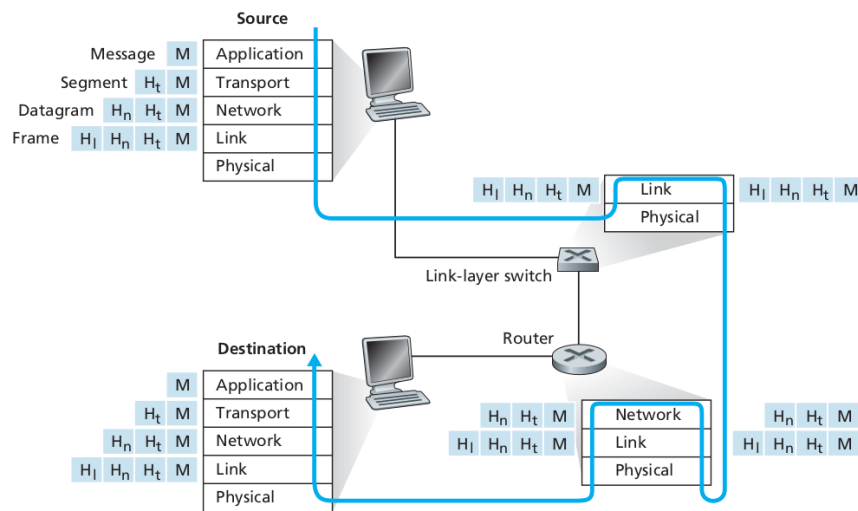 Source
Message M Application
Segment Ht M Transport
Datagram Hn Ht M Network
Frame Hl Hn Ht M Link
Physical
Hl Hn Ht M Link Hl Hn Ht M
Physical
Link-layer switch
Router
Destination
M Application
Ht M Transport
Hn Ht M Network
Hl Hn Ht M Link
Physical
Hn Ht M Network Hn Ht M
Hl Hn Ht M Link Hl Hn Ht M
Physical